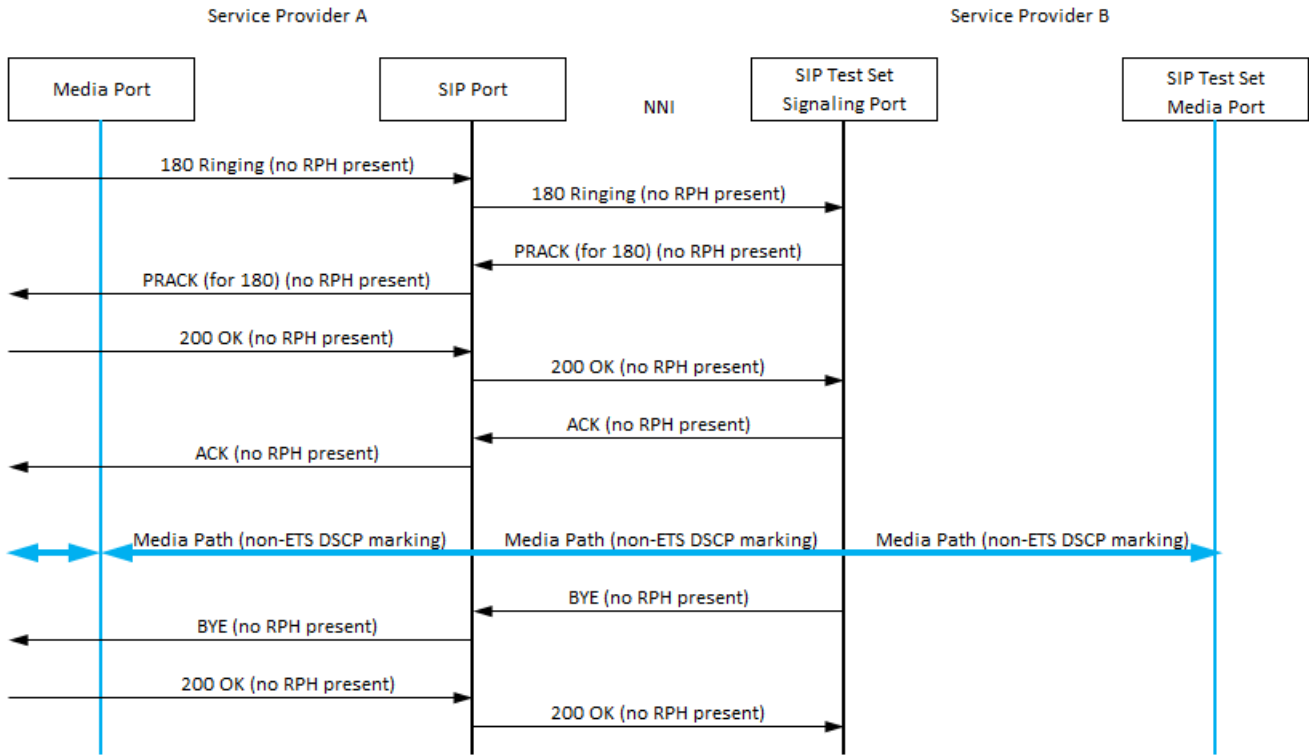 Service Provider A
Service Provider B
Media Port
SIP Port
NNI
SIP Test Set
Signaling Port
SIP Test Set
Media Port
180 Ringing (no RPH present)
180 Ringing (no RPH present)
PRACK (for 180) (no RPH present)
PRACK (for 180) (no RPH present)
200 OK (no RPH present)
200 OK (no RPH present)
ACK (no RPH present)
ACK (no RPH present)
Media Path (non-ETS DSCP marking)
Media Path (non-ETS DSCP marking)
Media Path (non-ETS DSCP marking)
BYE (no RPH present)
BYE (no RPH present)
200 OK (no RPH present)
200 OK (no RPH present)